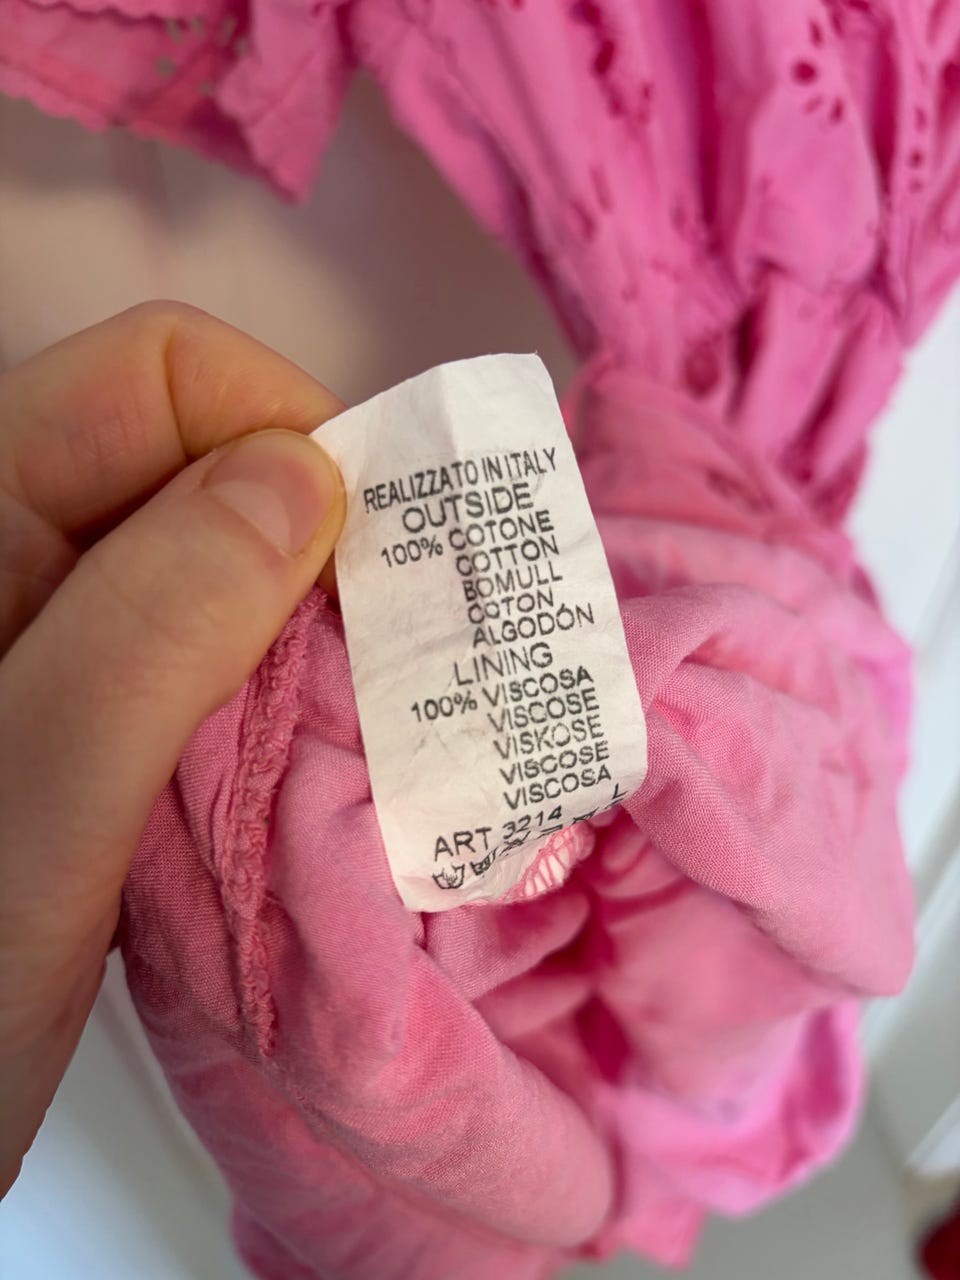 REALIZZATO IN ITALY
OUTSIDE
100% COTONE
COTTON
BOMULL
COTON
ALGODÓN
LINING
100% VISCOSA
VISCOSE
VISKOSE
VISCOSE
VISCOSA
ART 3214